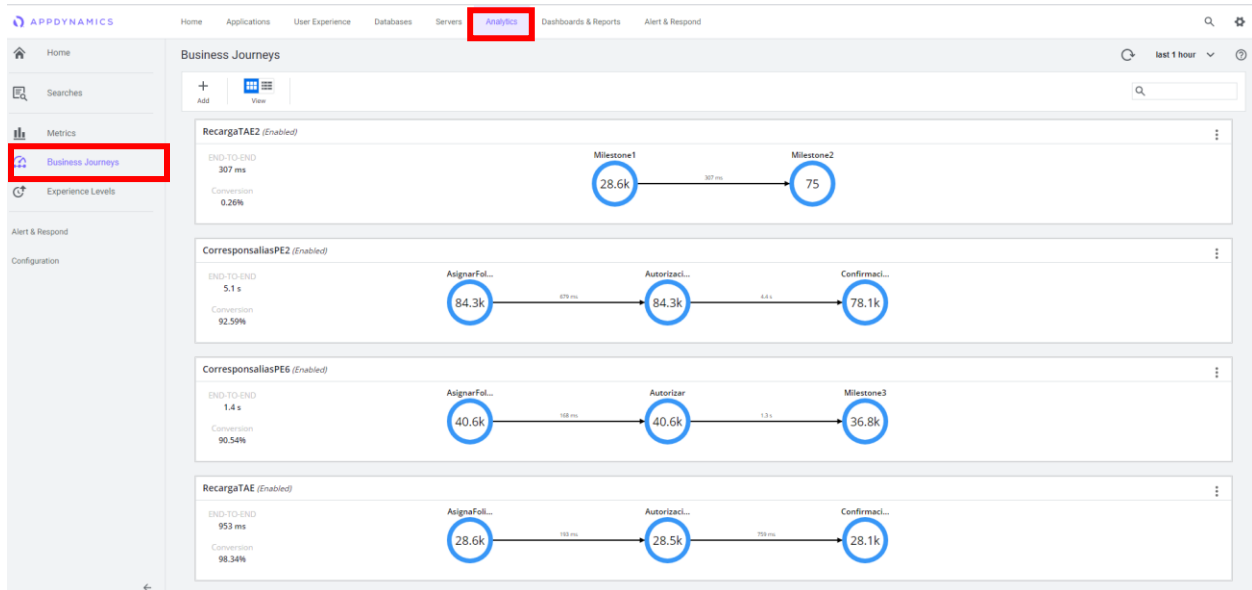 APPDYNAMICS
Home Applications User Experience Databases Servers Analytics Dashboards & Reports Alert & Respond
Home
Searches
Metrics
Business Journeys
Experience Levels
Alert & Respond
Configuration
Business Journeys
last 1 hour
Add View
RecargaTAE2 (Enabled)
END-TO-END
307 ms
Conversion
0.26%
Milestone1 Milestone2
28.6k 307 ms 75
CorresponsaliasPE2 (Enabled)
END-TO-END
5.1 s
Conversion
92.59%
AsignarFol... Autorizaci... Confirmaci...
84.3k 679 ms 84.3k 4.4 s 78.1k
CorresponsaliasPE6 (Enabled)
END-TO-END
1.4 s
Conversion
90.54%
AsignarFol... Autorizar Milestone3
40.6k 168 ms 40.6k 1.3 s 36.8k
RecargaTAE (Enabled)
END-TO-END
953 ms
Conversion
98.34%
AsignaFoli... Autorizaci... Confirmaci...
28.6k 193 ms 28.5k 759 ms 28.1k